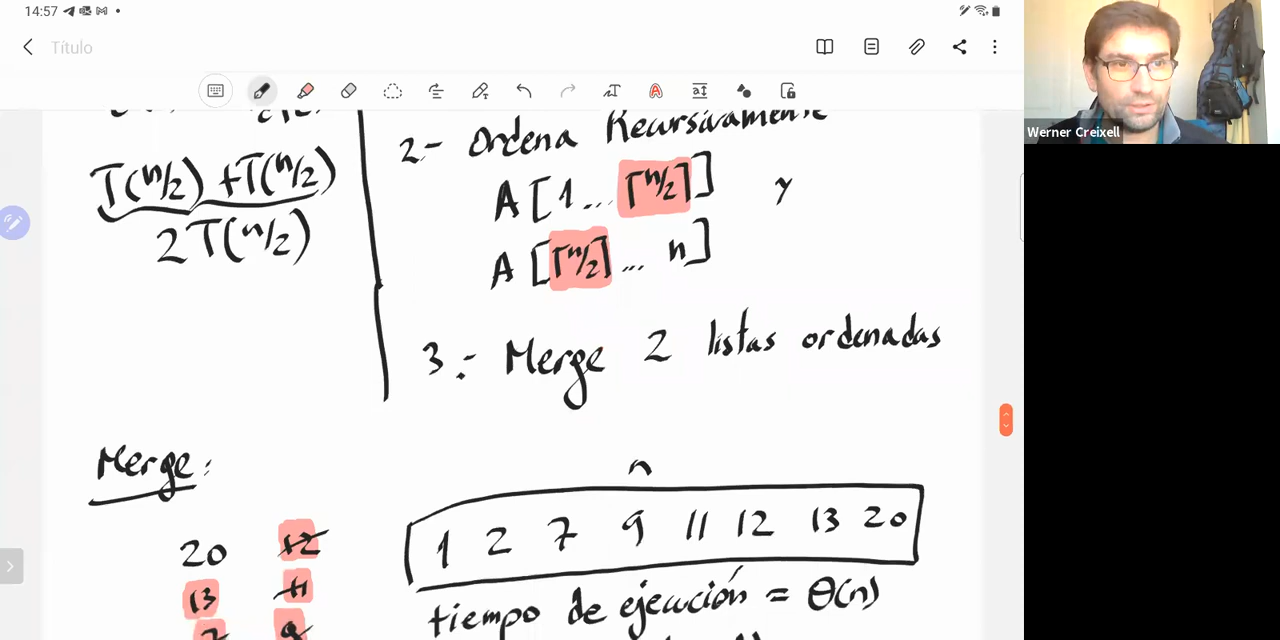 14:57
Título
Werner Creixell
2.- Ordena Recursivamente
T(n/2) + T(n/2)
A [1... ⌈n/2⌉] y
2T(n/2)
A [⌈n/2⌉ ... n]
3.- Merge 2 listas ordenadas
Merge:
n
1 2 7 9 11 12 13 20
20 12
13 11
tiempo de ejecución = Θ(n)
2 9